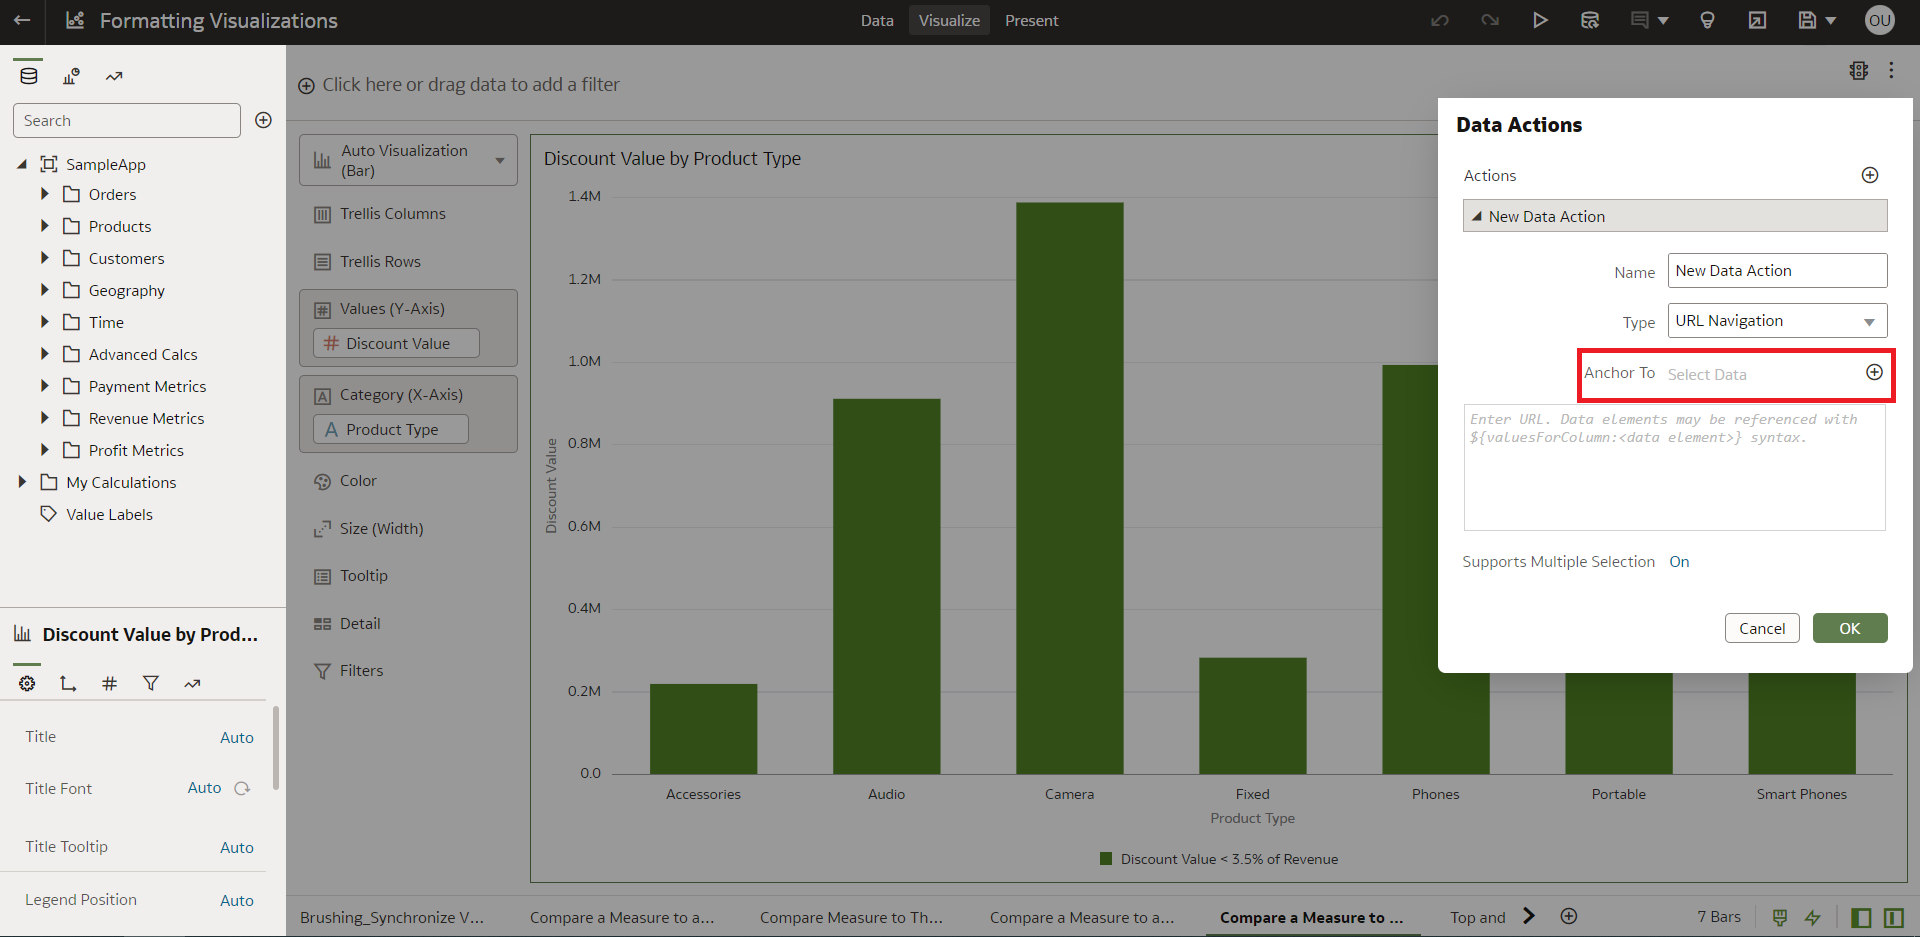 Formatting Visualizations
Data
Visualize
Present
OU
Search
SampleApp
Orders
Products
Customers
Geography
Time
Advanced Calcs
Payment Metrics
Revenue Metrics
Profit Metrics
My Calculations
Value Labels
Discount Value by Prod...
Title
Auto
Title Font
Auto
Title Tooltip
Auto
Legend Position
Auto
Click here or drag data to add a filter
Auto Visualization
(Bar)
Trellis Columns
Trellis Rows
Values (Y-Axis)
# Discount Value
Category (X-Axis)
A Product Type
Color
Size (Width)
Tooltip
Detail
Filters
Discount Value by Product Type
Discount Value
1.4M
1.2M
1.0M
0.8M
0.6M
0.4M
0.2M
0.0
Accessories
Audio
Camera
Fixed
Phones
Portable
Smart Phones
Product Type
Discount Value < 3.5% of Revenue
Data Actions
Actions
New Data Action
Name
New Data Action
Type
URL Navigation
Anchor To
Select Data
Enter URL. Data elements may be referenced with
${valuesForColumn:<data element>} syntax.
Supports Multiple Selection
On
Cancel
OK
Brushing_Synchronize V...
Compare a Measure to a...
Compare Measure to Th...
Compare a Measure to a...
Compare a Measure to ...
Top and
7 Bars